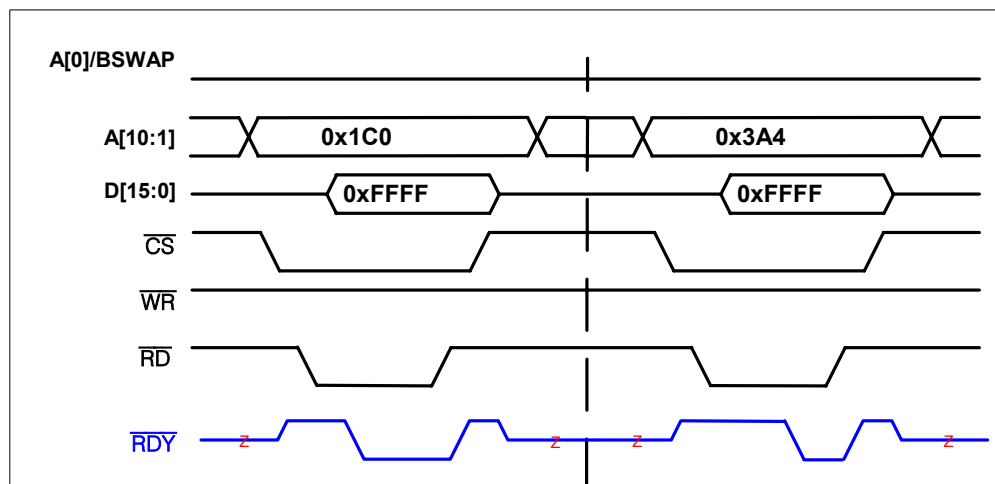 A[0]/BSWAP
A[10:1] 0x1C0 0x3A4
D[15:0] 0xFFFF 0xFFFF
CS
WR
RD
RDY Z Z Z Z